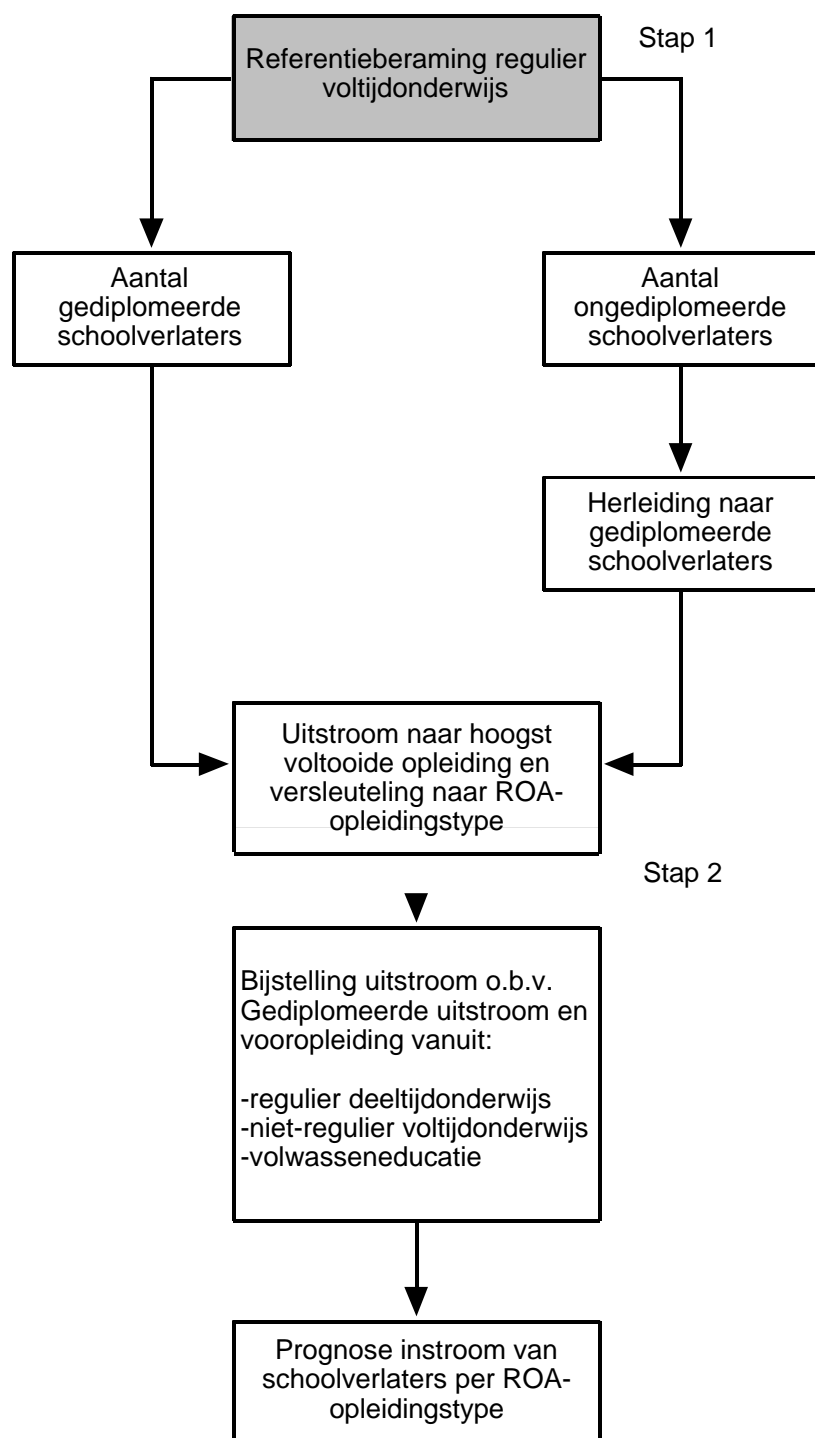 Stap 1
Referentieberaming regulier
voltijdonderwijs
Aantal
gediplomeerde
schoolverlaters
Aantal
ongediplomeerde
schoolverlaters
Herleiding naar
gediplomeerde
schoolverlaters
Uitstroom naar hoogst
voltooide opleiding en
versleuteling naar ROA-
opleidingstype
Stap 2
Bijstelling uitstroom o.b.v.
Gediplomeerde uitstroom en
vooropleiding vanuit:
-regulier deeltijdonderwijs
-niet-regulier voltijdonderwijs
-volwasseneducatie
Prognose instroom van
schoolverlaters per ROA-
opleidingstype